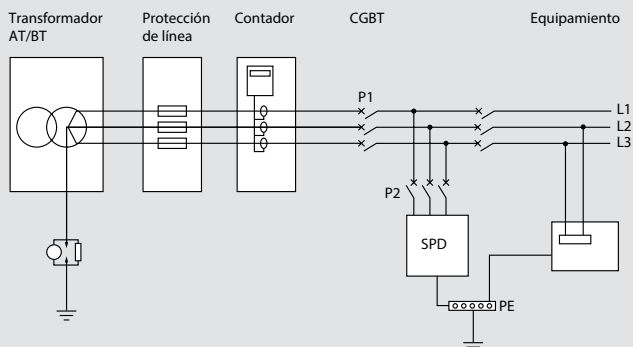 Transformador
AT/BT
Protección
de línea
Contador
CGBT
Equipamiento
P1
L1
L2
L3
P2
SPD
PE